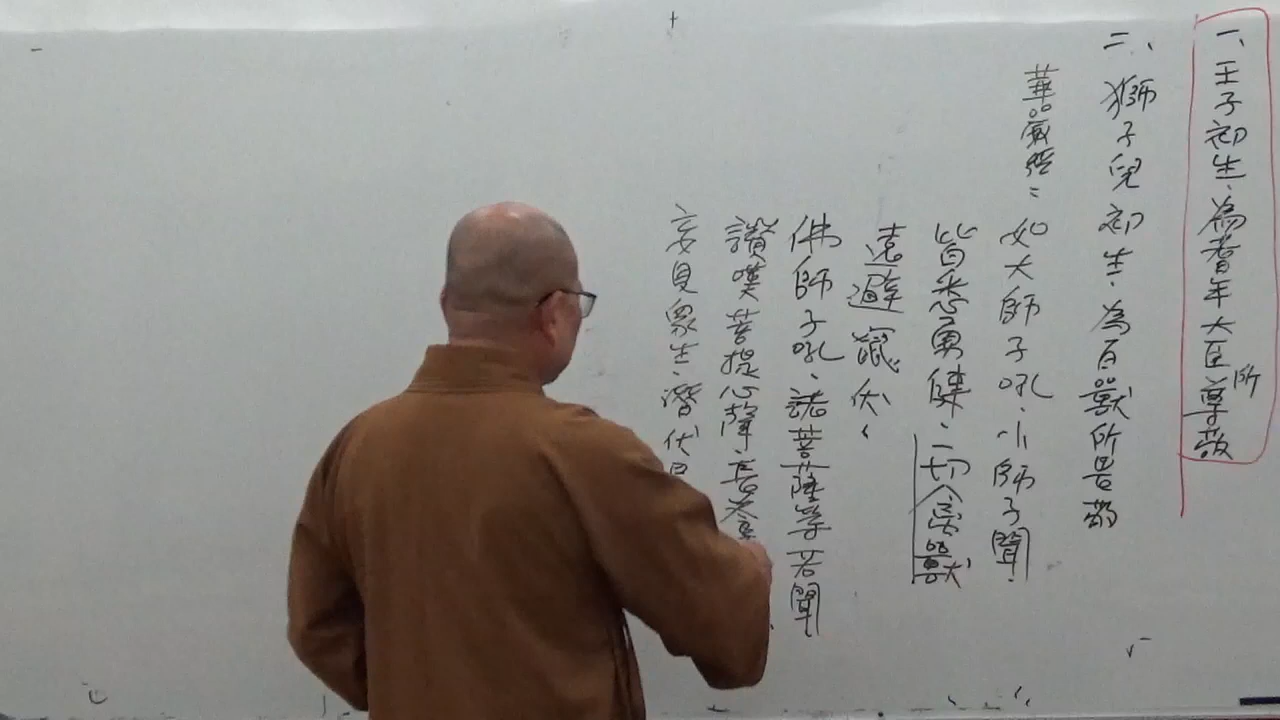 一、王子初生、為耆年大臣所尊敬
二、獅子兒初生、為百獸所畏
華嚴經：如大師子吼、小師子聞
皆悉勇健、一切禽獸
遠避竄伏、
佛師子吼、諸菩薩等若聞
讚嘆菩提心聲、長養
妄見眾生、潛伏